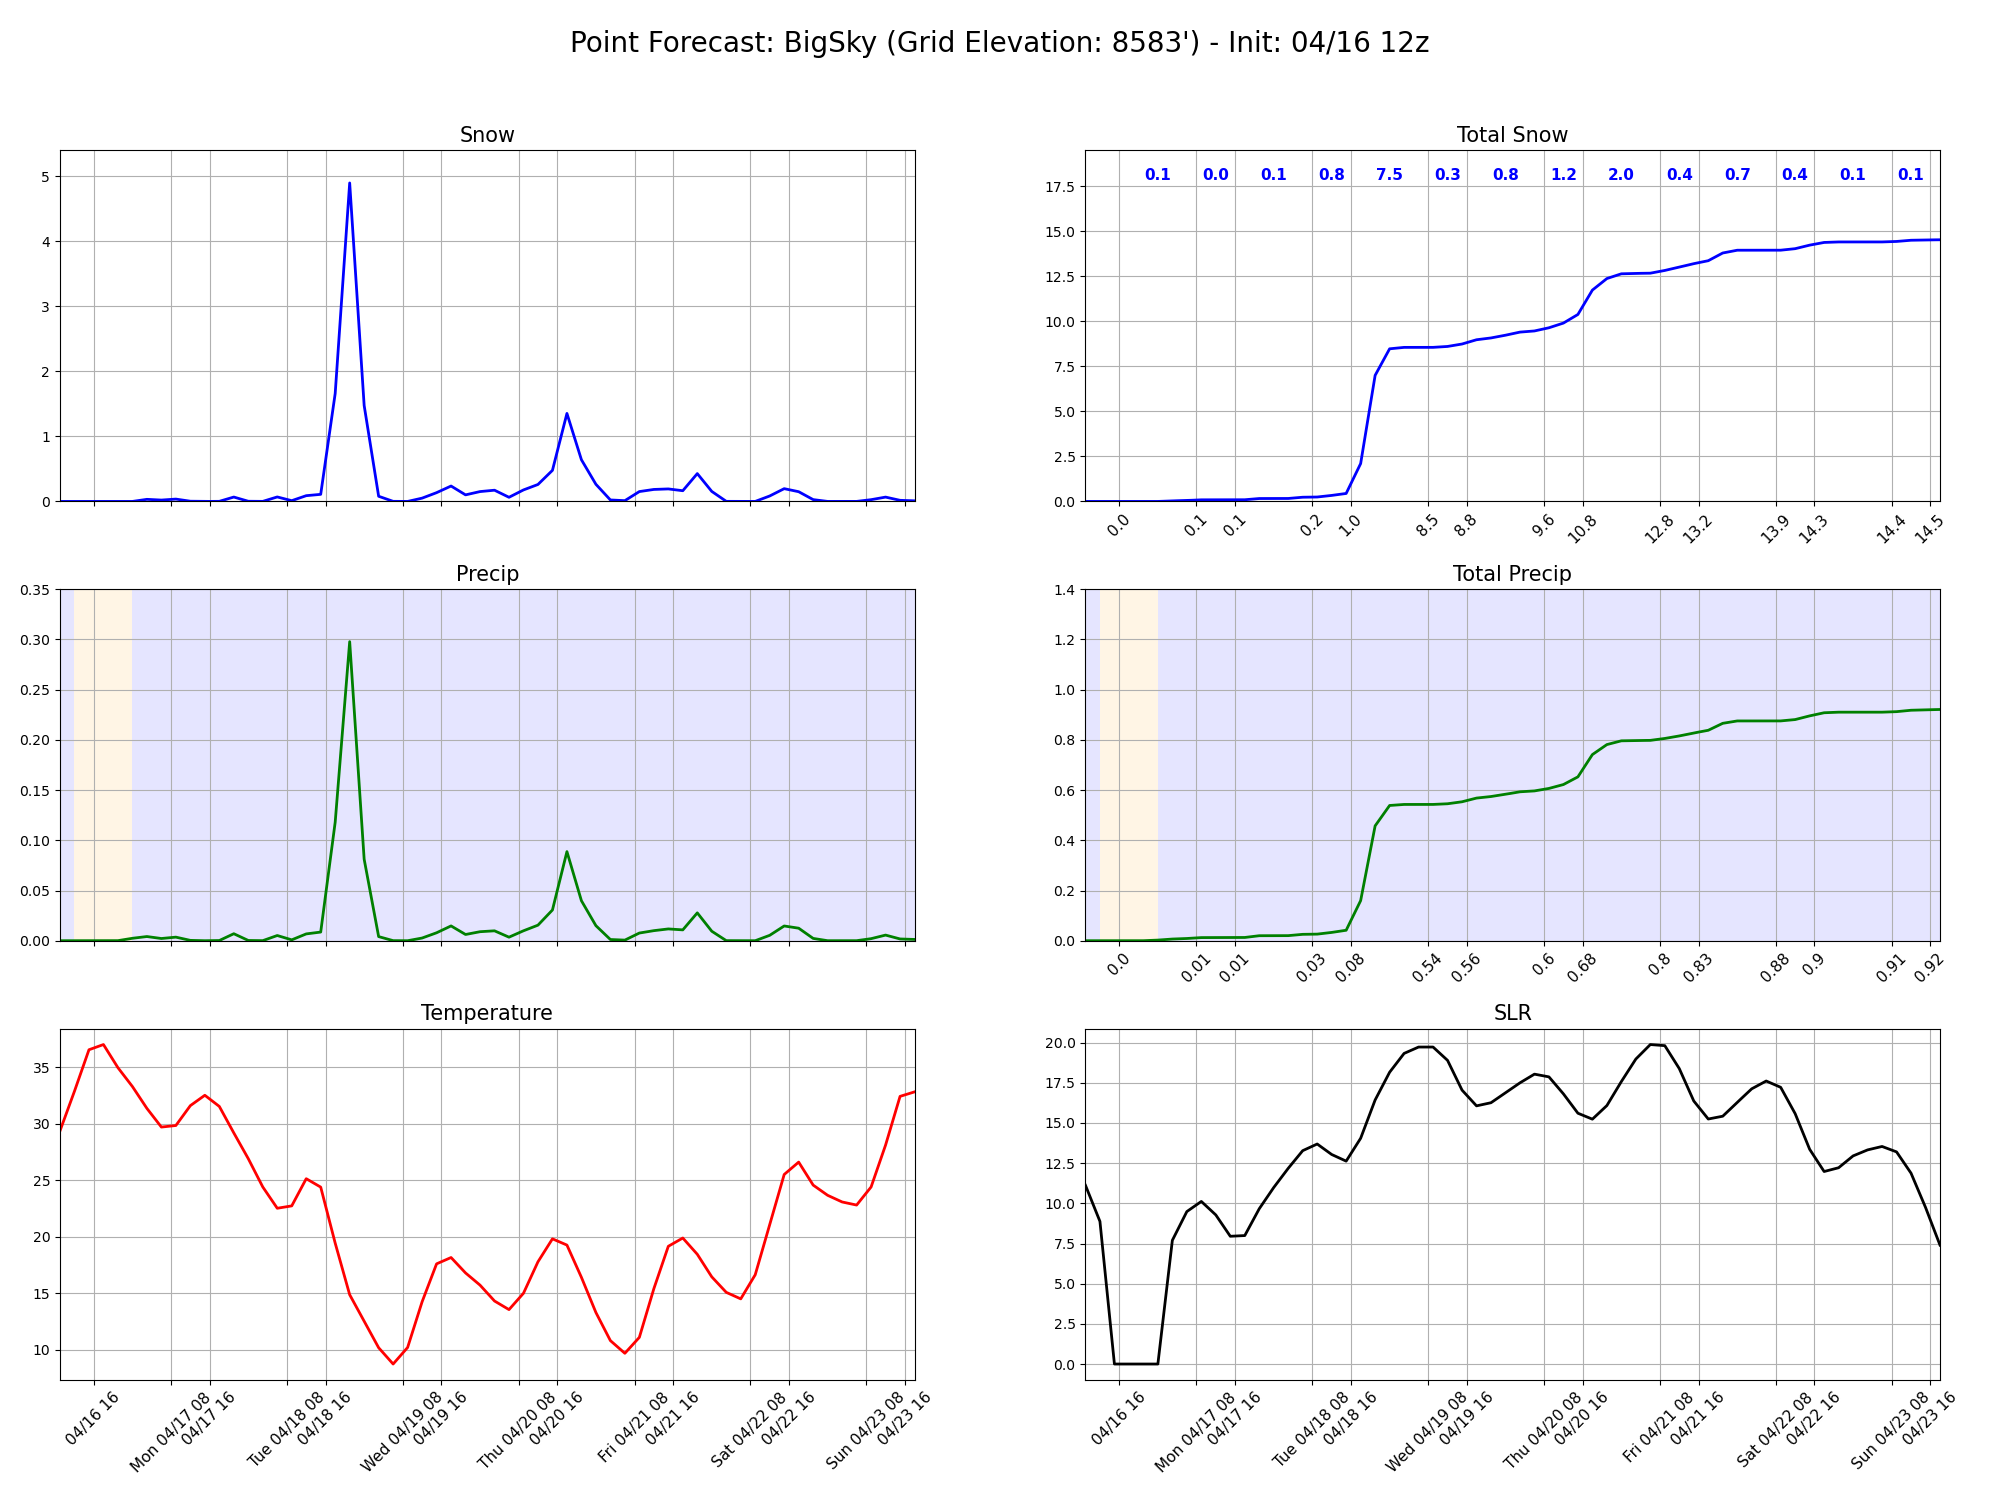 Point Forecast: BigSky (Grid Elevation: 8583') - Init: 04/16 12z
Snow
5
4
3
2
1
0
Total Snow
0.1 0.0 0.1 0.8 7.5 0.3 0.8 1.2 2.0 0.4 0.7 0.4 0.1 0.1
17.5
15.0
12.5
10.0
7.5
5.0
2.5
0.0
0.0 0.1 0.1 0.2 1.0 8.5 8.8 9.6 10.8 12.8 13.2 13.9 14.3 14.4 14.5
Precip
0.35
0.30
0.25
0.20
0.15
0.10
0.05
0.00
Total Precip
1.4
1.2
1.0
0.8
0.6
0.4
0.2
0.0
0.0 0.01 0.01 0.03 0.08 0.54 0.56 0.6 0.68 0.8 0.83 0.88 0.9 0.91 0.92
Temperature
35
30
25
20
15
10
04/16 16
Mon 04/17 08
04/17 16
Tue 04/18 08
04/18 16
Wed 04/19 08
04/19 16
Thu 04/20 08
04/20 16
Fri 04/21 08
04/21 16
Sat 04/22 08
04/22 16
Sun 04/23 08
04/23 16
SLR
20.0
17.5
15.0
12.5
10.0
7.5
5.0
2.5
0.0
04/16 16
Mon 04/17 08
04/17 16
Tue 04/18 08
04/18 16
Wed 04/19 08
04/19 16
Thu 04/20 08
04/20 16
Fri 04/21 08
04/21 16
Sat 04/22 08
04/22 16
Sun 04/23 08
04/23 16